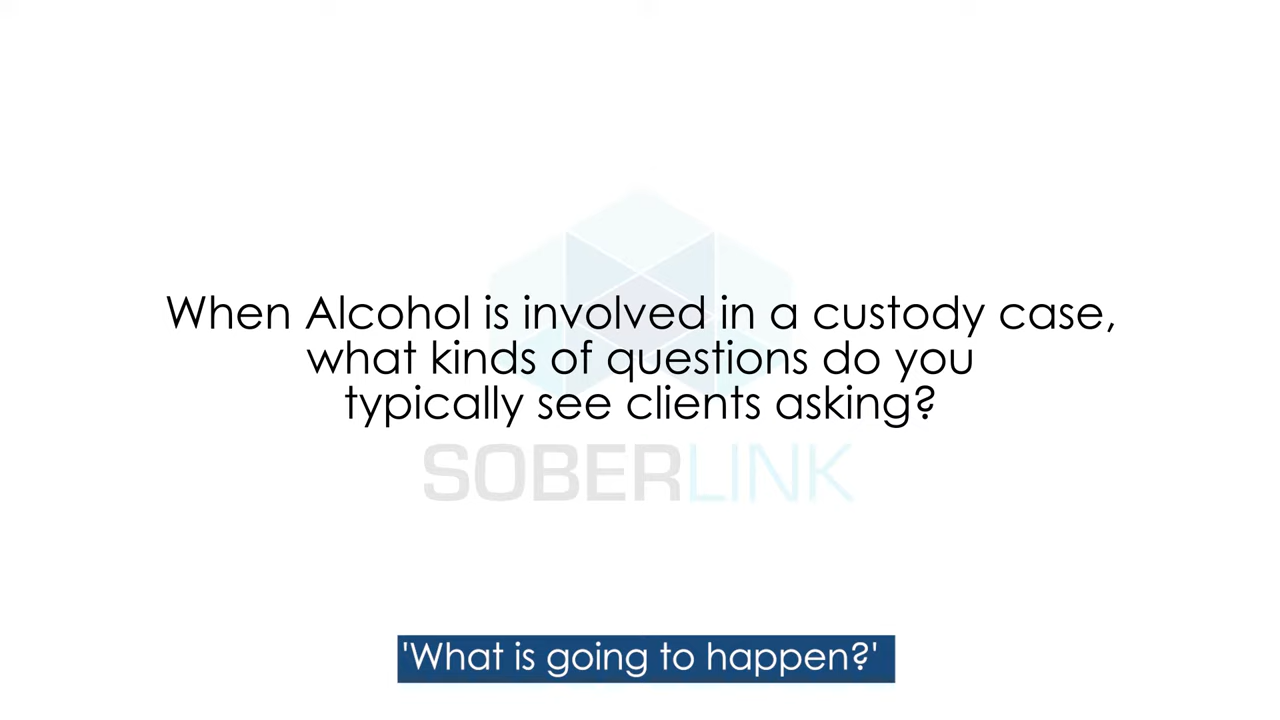 When Alcohol is involved in a custody case,
what kinds of questions do you
typically see clients asking?
SOBERLINK
'What is going to happen?'